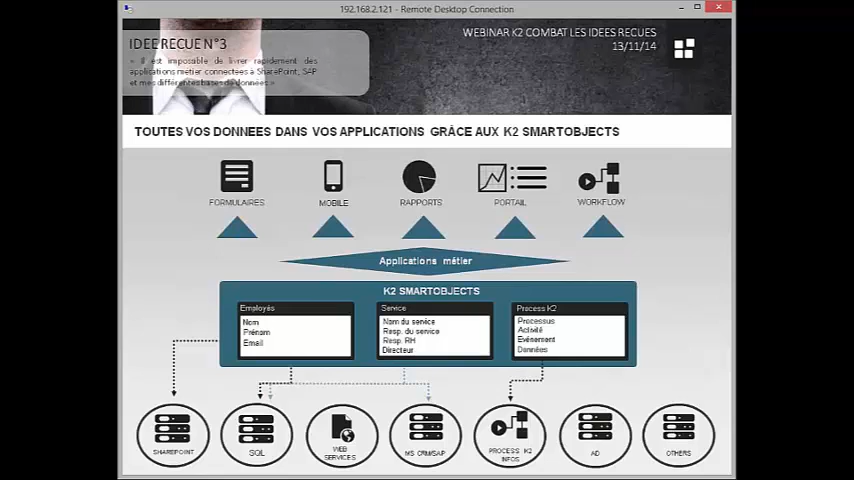 192.168.2.121 - Remote Desktop Connection
WEBINAR K2 COMBAT LES IDEES RECUES
13/11/14
IDEE RECUE N°3
« Il est impossible de livrer rapidement des
applications métier connectées à SharePoint, SAP
et mes différentes bases de données »
TOUTES VOS DONNEES DANS VOS APPLICATIONS GRÂCE AUX K2 SMARTOBJECTS
FORMULAIRES
MOBILE
RAPPORTS
PORTAIL
WORKFLOW
Applications métier
K2 SMARTOBJECTS
Employés
Nom
Prénom
Email
Service
Nam du service
Resp. du service
Resp. RH
Directeur
Process K2
Processus
Activité
Evénement
Données
SHAREPOINT
SQL
WEB
SERVICES
MS CRM/SAP
PROCESS K2
INFOS
AD
OTHERS